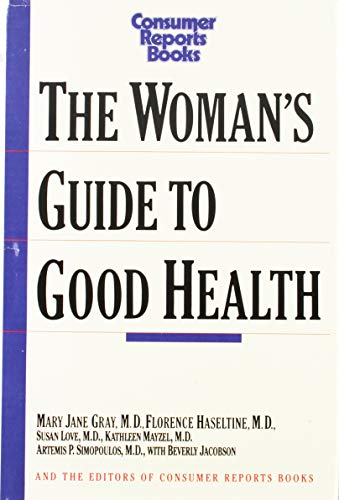 Consumer
Reports
Books
THE WOMAN'S
GUIDE TO
GOOD HEALTH
MARY JANE GRAY, M.D., FLORENCE HASELTINE, M.D.,
SUSAN LOVE, M.D., KATHLEEN MAYZEL, M.D.
ARTEMIS P. SIMOPOULOS, M.D., WITH BEVERLY JACOBSON
AND THE EDITORS OF CONSUMER REPORTS BOOKS